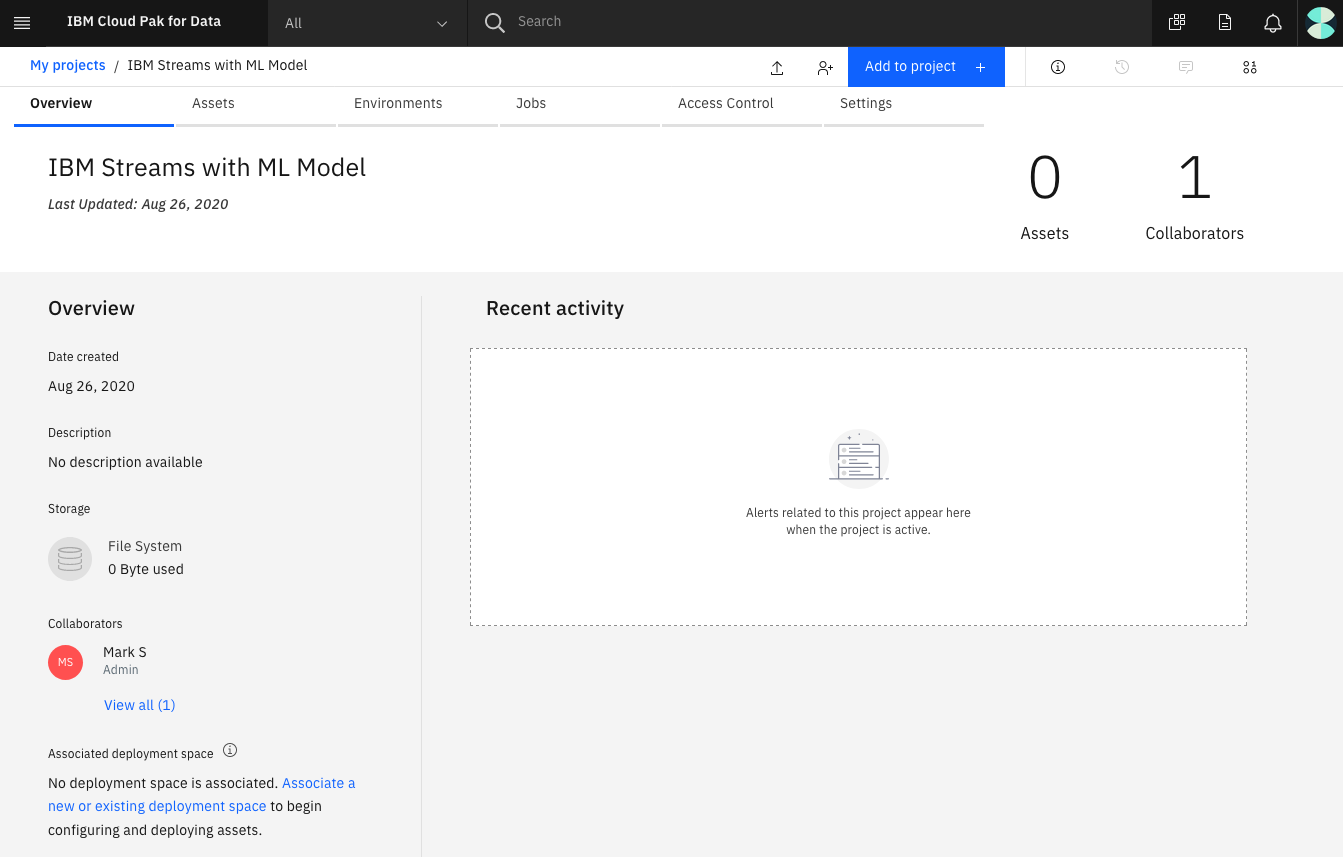 IBM Cloud Pak for Data
All
Search
My projects / IBM Streams with ML Model
Add to project +
Overview
Assets
Environments
Jobs
Access Control
Settings
IBM Streams with ML Model
Last Updated: Aug 26, 2020
0
Assets
1
Collaborators
Overview
Date created
Aug 26, 2020
Description
No description available
Storage
File System
0 Byte used
Collaborators
MS
Mark S
Admin
View all (1)
Associated deployment space
No deployment space is associated. Associate a
new or existing deployment space to begin
configuring and deploying assets.
Recent activity
Alerts related to this project appear here
when the project is active.